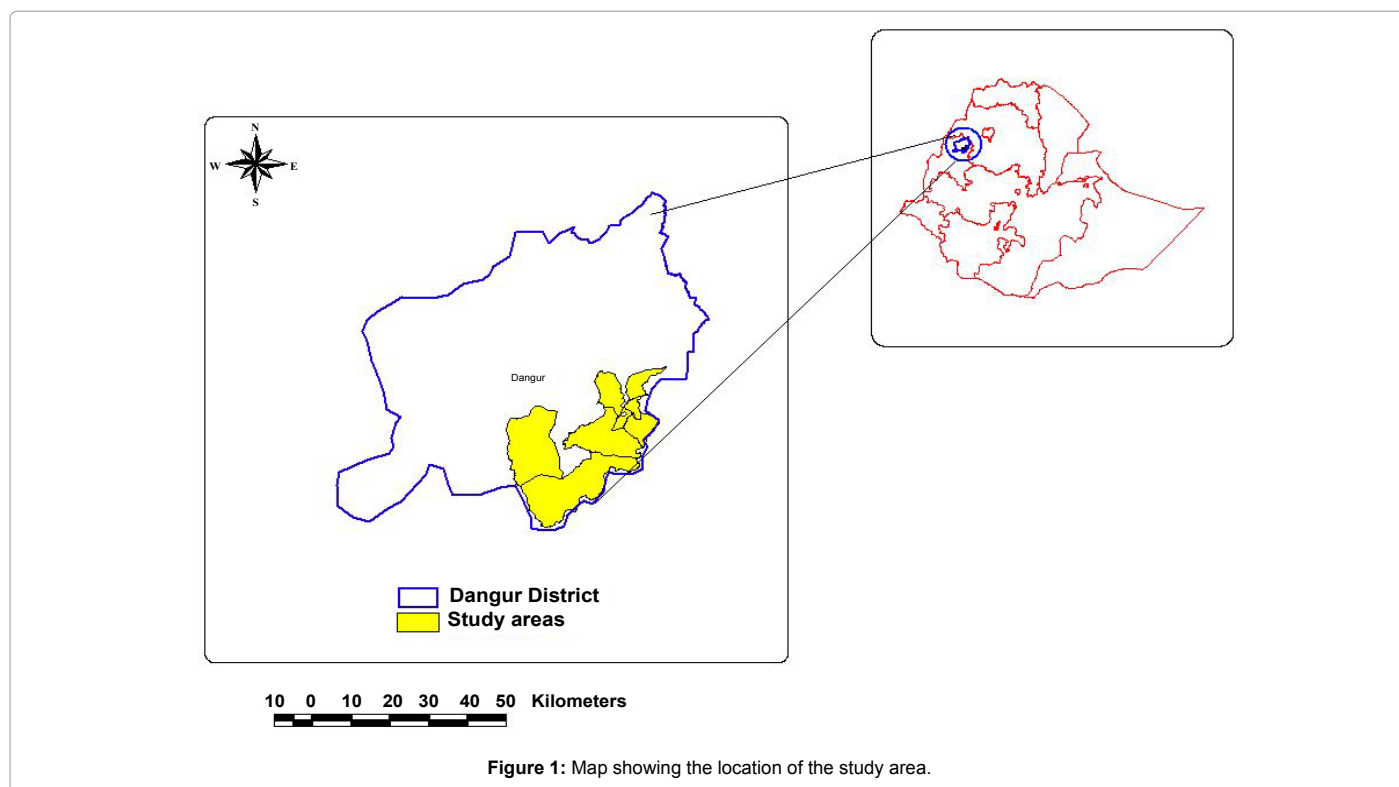 N
W E
S
Dangur
Dangur District
Study areas
10 0 10 20 30 40 50 Kilometers
Figure 1: Map showing the location of the study area.